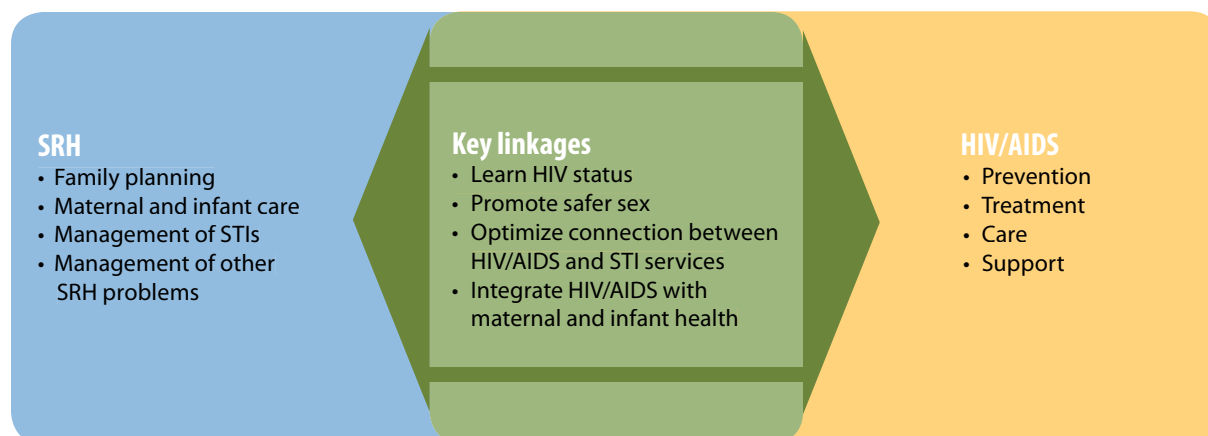 SRH
• Family planning
• Maternal and infant care
• Management of STIs
• Management of other
SRH problems
Key linkages
• Learn HIV status
• Promote safer sex
• Optimize connection between
HIV/AIDS and STI services
• Integrate HIV/AIDS with
maternal and infant health
HIV/AIDS
• Prevention
• Treatment
• Care
• Support